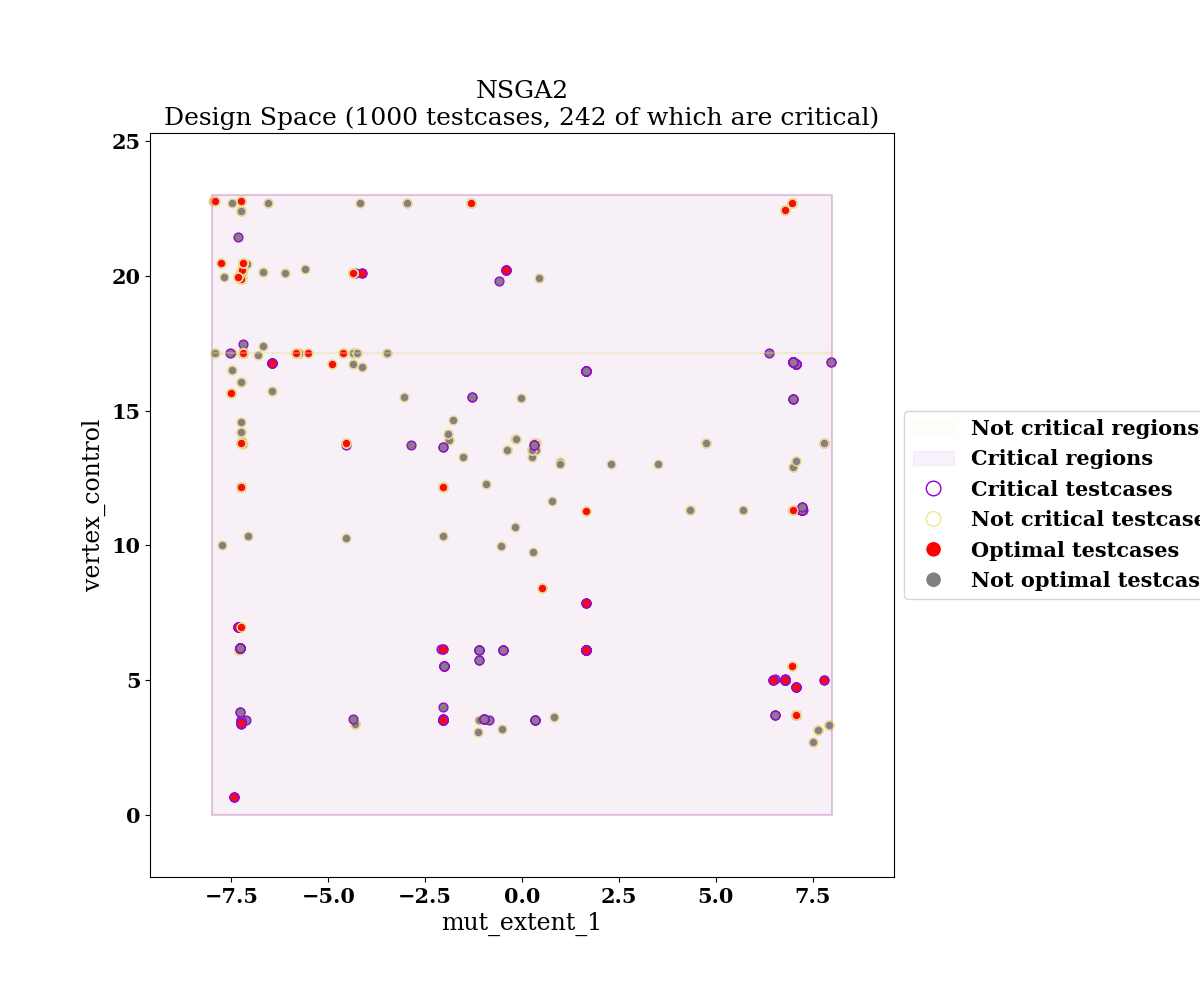 NSGA2
Design Space (1000 testcases, 242 of which are critical)
25
20
15
10
5
0
vertex_control
−7.5 −5.0 −2.5 0.0 2.5 5.0 7.5
mut_extent_1
Not critical regions
Critical regions
Critical testcases
Not critical testcase
Optimal testcases
Not optimal testcas